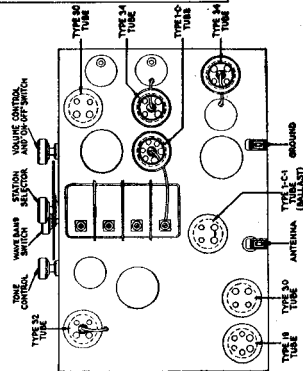 TYPE 30
TUBE
TYPE 34
TUBE
TYPE 1-C-
TUBE
TYPE 34
TUBE
VOLUME CONTROL
AND "ON-OFF" SWITCH
STATION
SELECTOR
WAVE BAND
SWITCH
TONE
CONTROL
TYPE 32
TUBE
GROUND
TYPE 1-C-1
TUBE
(BALLAST)
ANTENNA
TYPE 30
TUBE
TYPE 19
TUBE